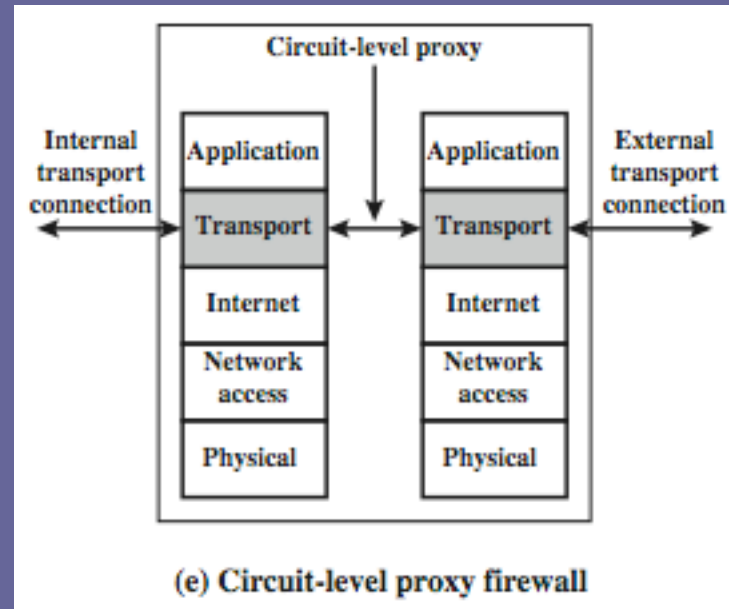 Circuit-level proxy
Internal
transport
connection
External
transport
connection
Application
Transport
Internet
Network
access
Physical
Application
Transport
Internet
Network
access
Physical
(e) Circuit-level proxy firewall